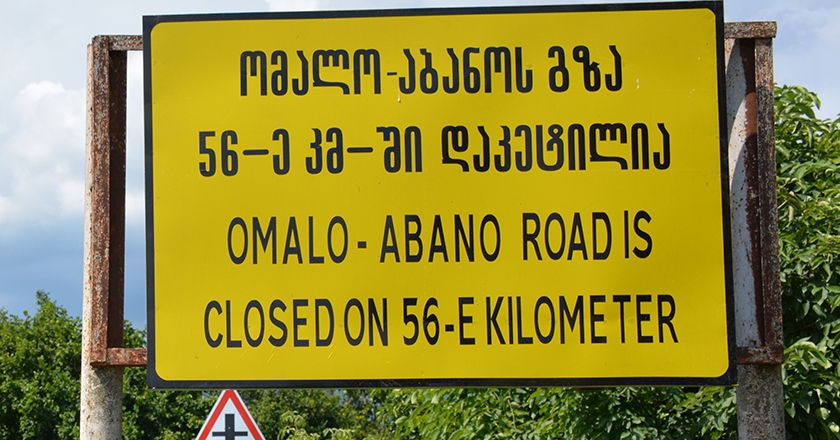 ომალო-აბანოს გზა
56-ე კმ-ში დაკეტილია
OMALO - ABANO ROAD IS
CLOSED ON 56-E KILOMETER